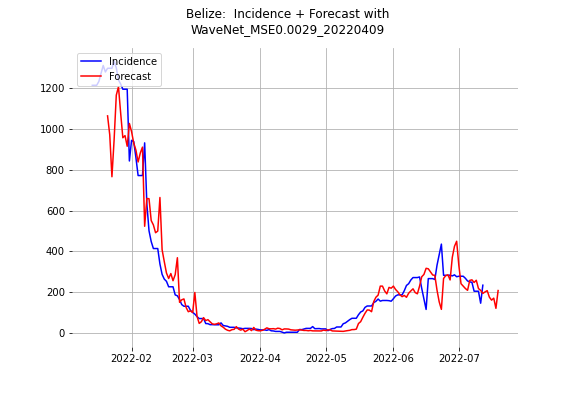 Belize:  Incidence + Forecast with
WaveNet_MSE0.0029_20220409
Incidence
Forecast
1200
1000
800
600
400
200
0
2022-02 2022-03 2022-04 2022-05 2022-06 2022-07